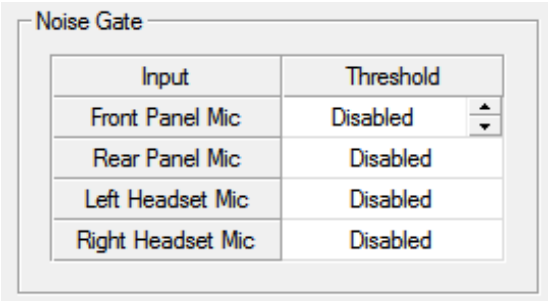 Noise Gate
Input Threshold
Front Panel Mic Disabled
Rear Panel Mic Disabled
Left Headset Mic Disabled
Right Headset Mic Disabled